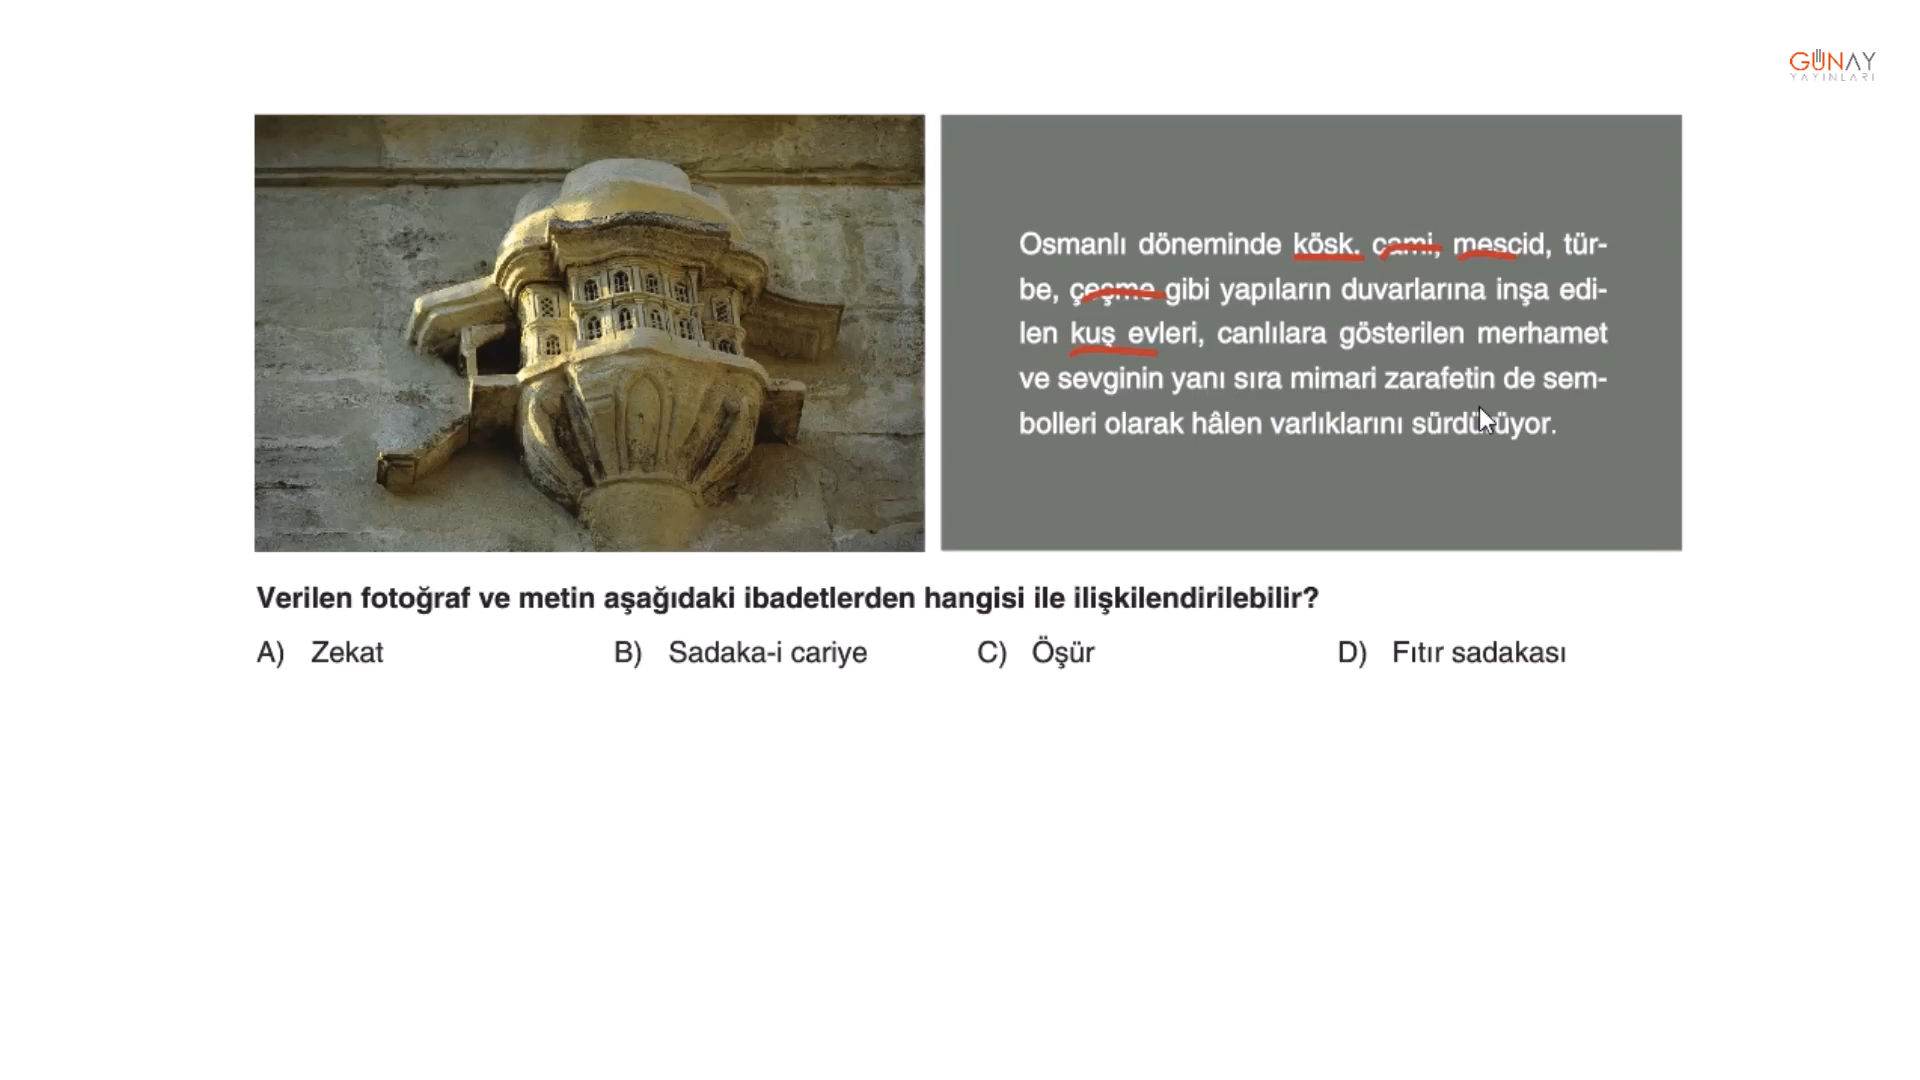 GÜNAY
YAYINLARI
Osmanlı döneminde köşk, cami, mescid, tür-
be, çeşme gibi yapıların duvarlarına inşa edi-
len kuş evleri, canlılara gösterilen merhamet
ve sevginin yanı sıra mimari zarafetin de sem-
bolleri olarak hâlen varlıklarını sürdürüyor.
Verilen fotoğraf ve metin aşağıdaki ibadetlerden hangisi ile ilişkilendirilebilir?
A) Zekat B) Sadaka-i cariye C) Öşür D) Fıtır sadakası